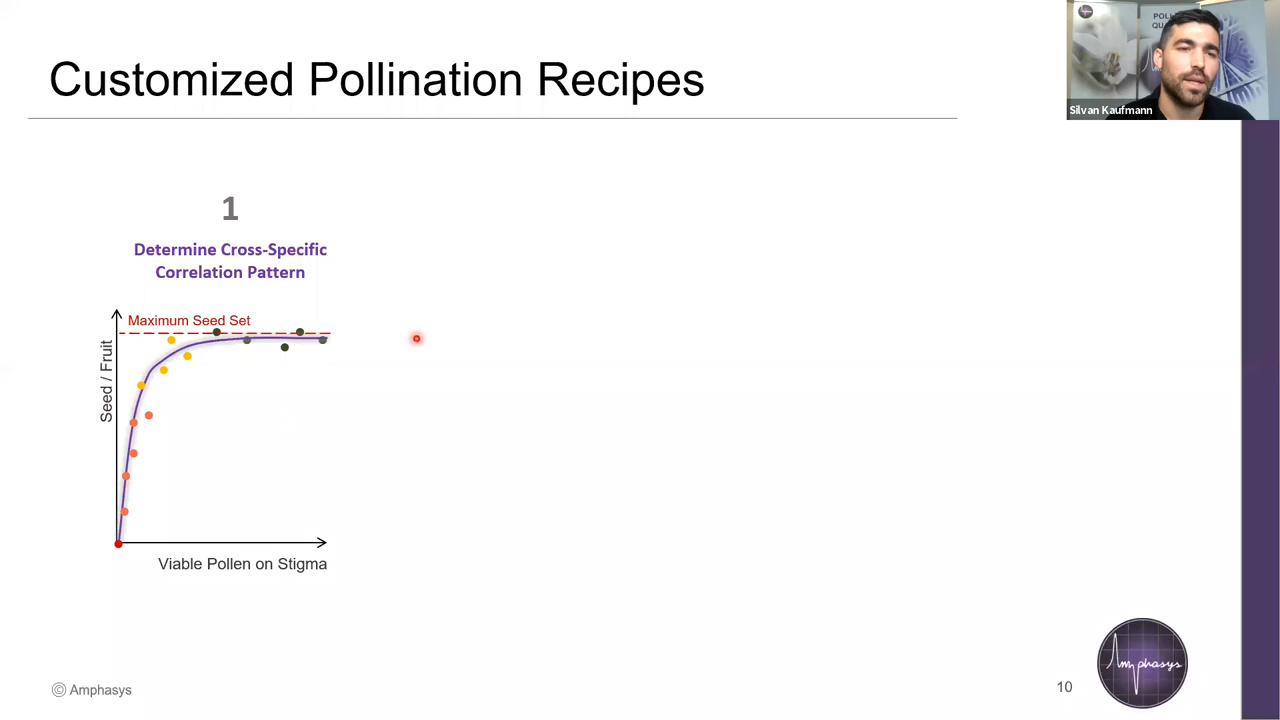 Customized Pollination Recipes
Silvan Kaufmann
1
Determine Cross-Specific
Correlation Pattern
Maximum Seed Set
Seed / Fruit
Viable Pollen on Stigma
© Amphasys
10
Amphasys